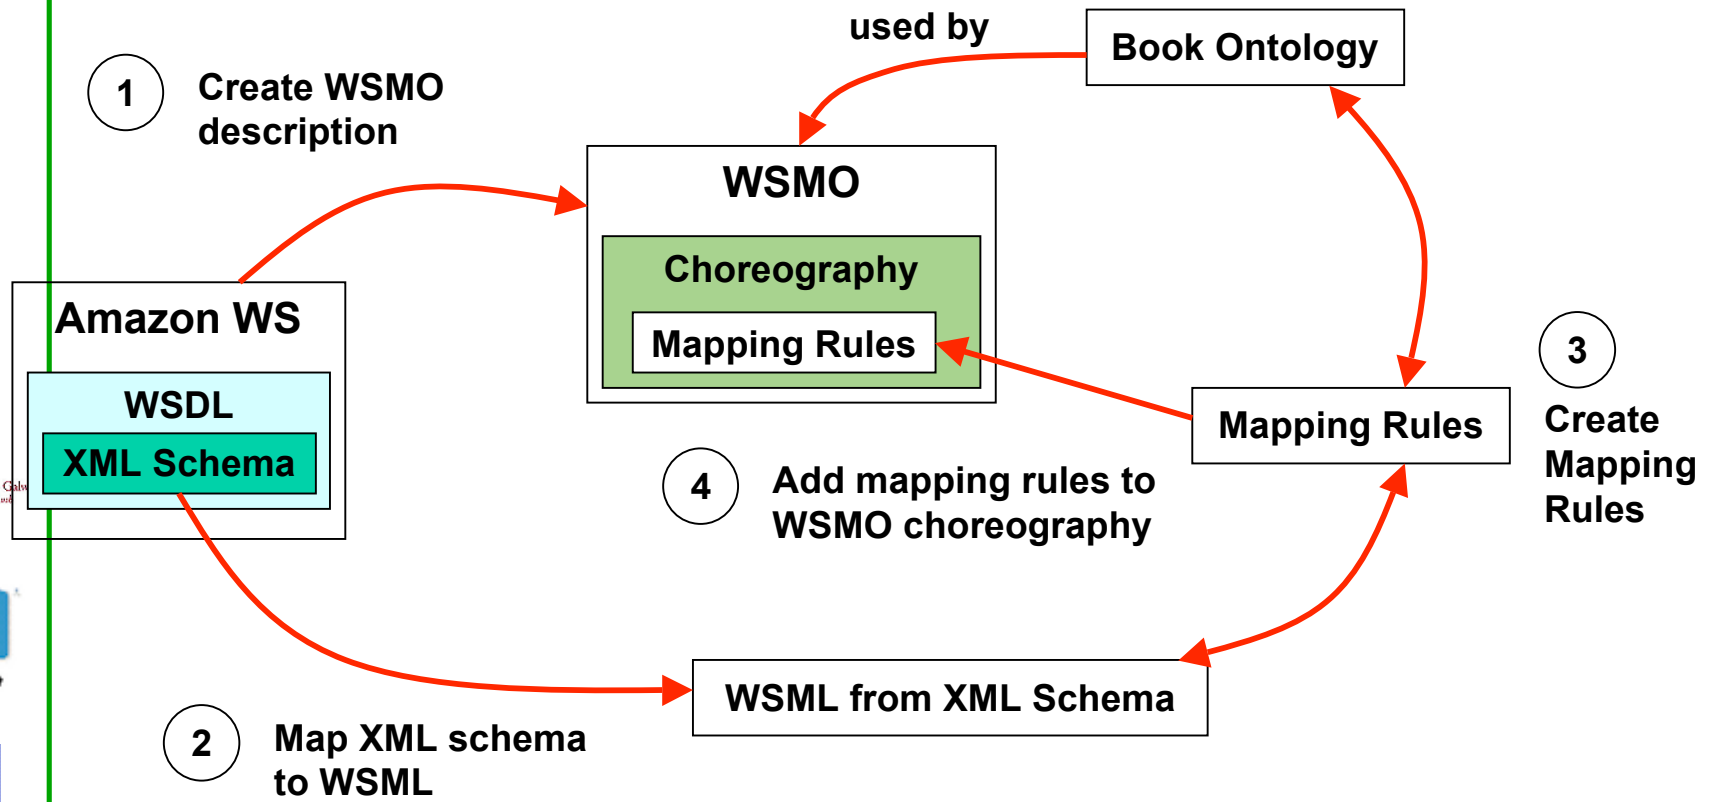 used by
Book Ontology
1
Create WSMO
description
WSMO
Choreography
Mapping Rules
Amazon WS
WSDL
XML Schema
3
Create
Mapping
Rules
Mapping Rules
4
Add mapping rules to
WSMO choreography
WSML from XML Schema
2
Map XML schema
to WSML